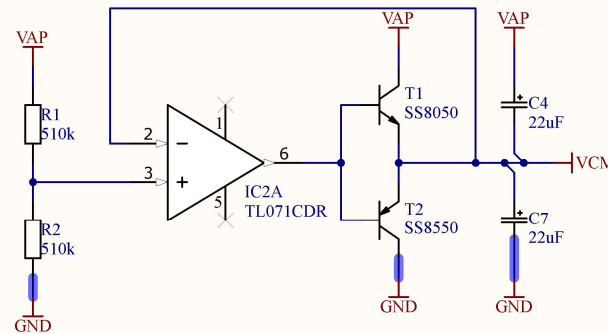 VAP
R1
510k
R2
510k
GND
2
3
1
5
6
IC2A
TL071CDR
VAP
T1
SS8050
T2
SS8550
GND
VAP
C4
22uF
VCM
C7
22uF
GND